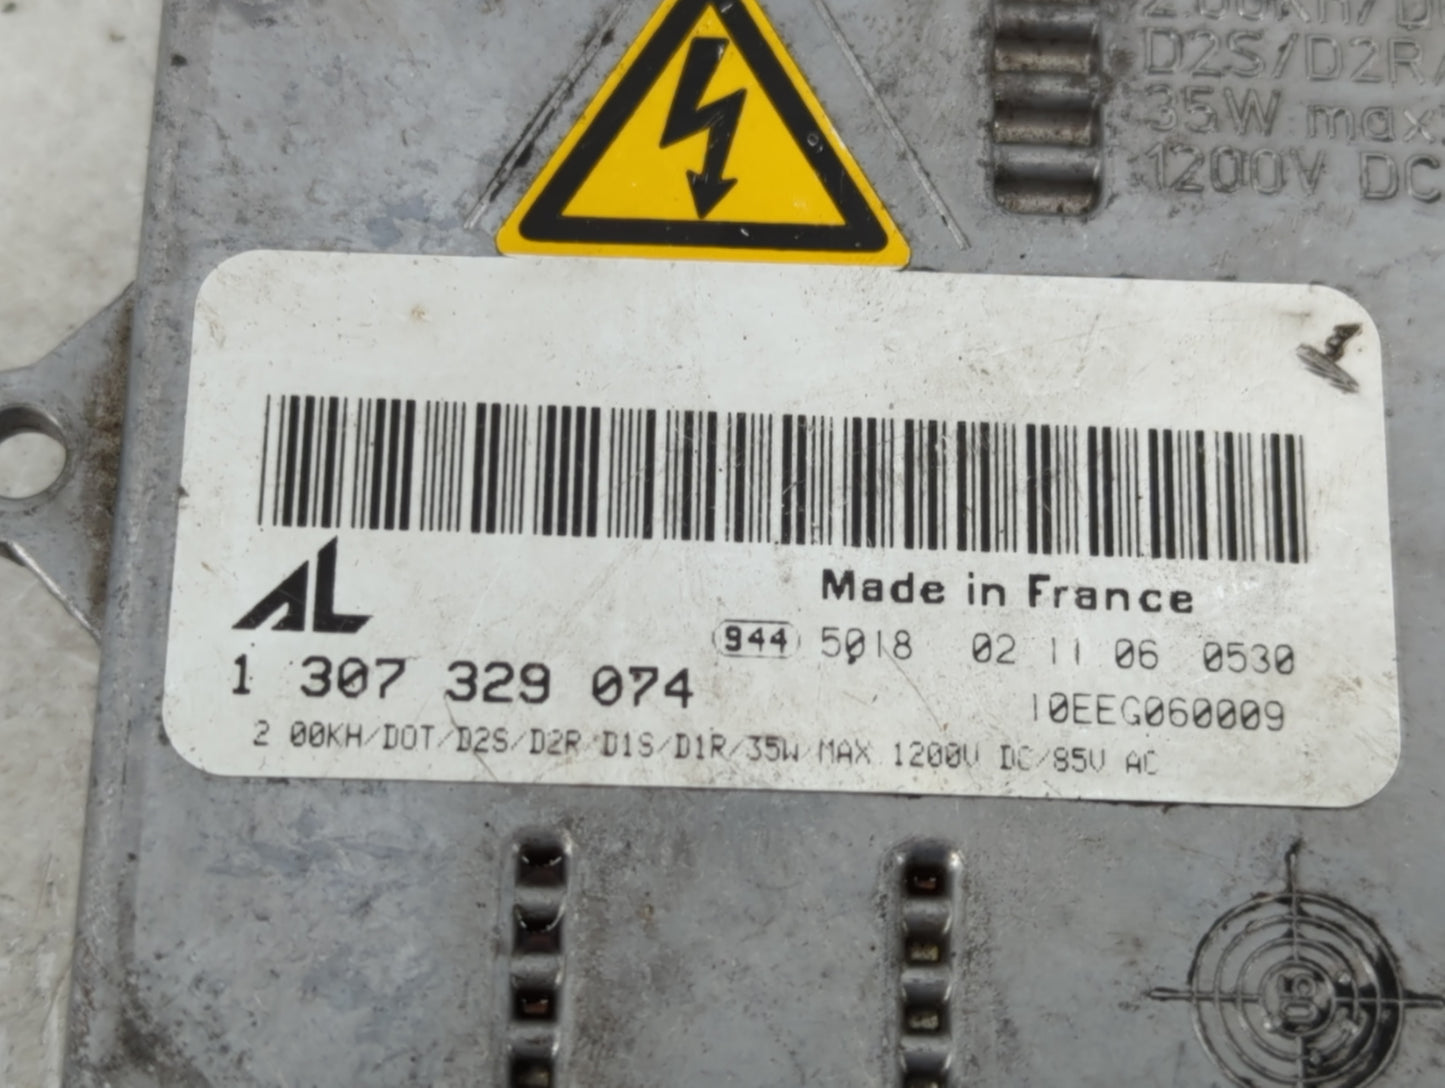 D2S/D2R/
35W max
1200V DC
AL
Made in France
944 5018 02 11 06 0530
1 307 329 074
10EEG060009
2 00KH/DOT/D2S/D2R/D1S/D1R/35W/MAX 1200V DC/85V AC